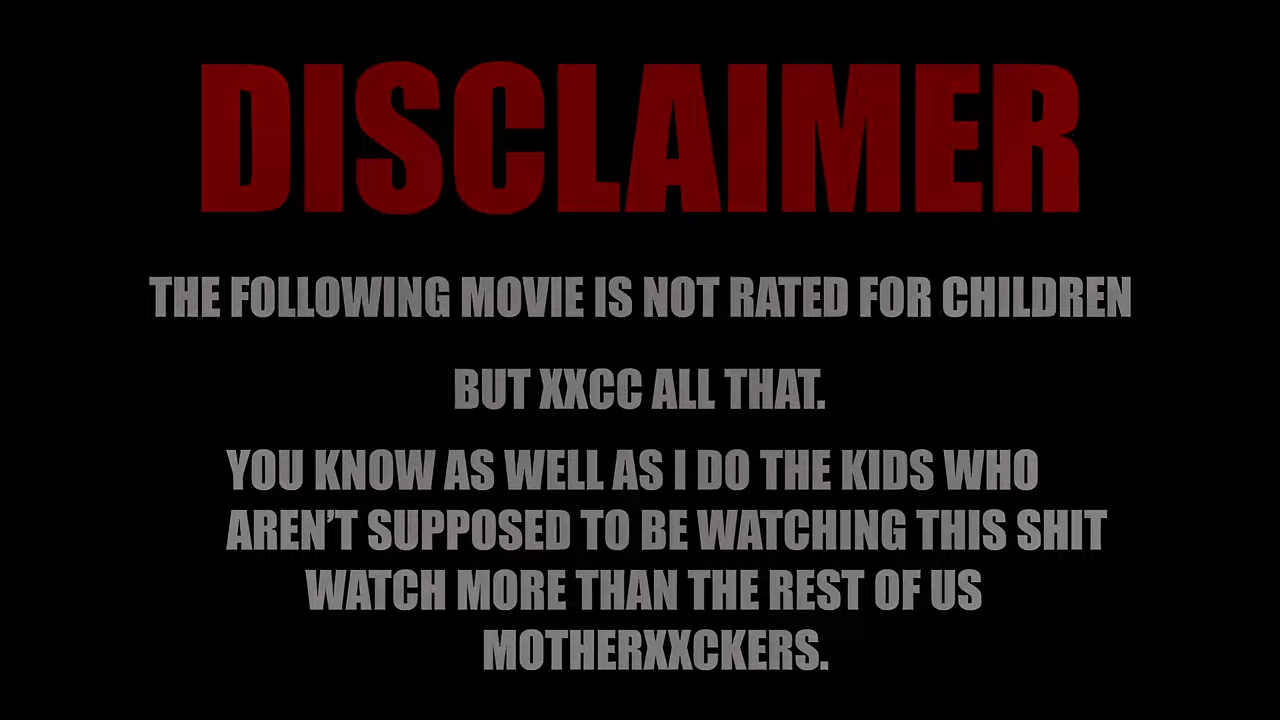 DISCLAIMER
THE FOLLOWING MOVIE IS NOT RATED FOR CHILDREN
BUT XXCC ALL THAT.
YOU KNOW AS WELL AS I DO THE KIDS WHO
AREN'T SUPPOSED TO BE WATCHING THIS SHIT
WATCH MORE THAN THE REST OF US
MOTHERXXCKERS.